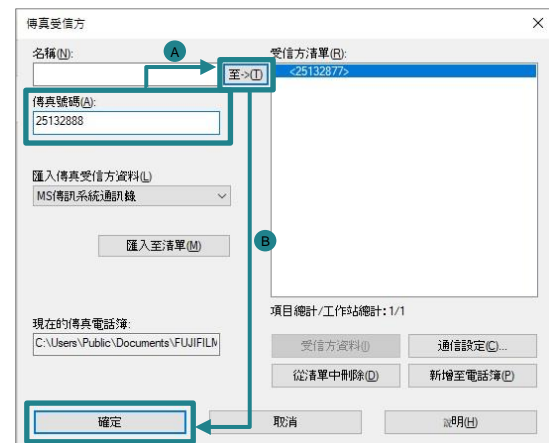 傳真受信方
名稱(N):
A
受信方清單(R):
至->(T)
<25132877>
傳真號碼(A):
25132888
匯入傳真受信方資料(L)
MS傳訊系統通訊錄
匯入至清單(M)
B
項目總計/工作站總計:1/1
現在的傳真電話簿:
C:\Users\Public\Documents\FUJIFILM
受信方資料(I)
通信設定(C)...
從清單中刪除(D)
新增至電話簿(P)
確定
取消
說明(H)